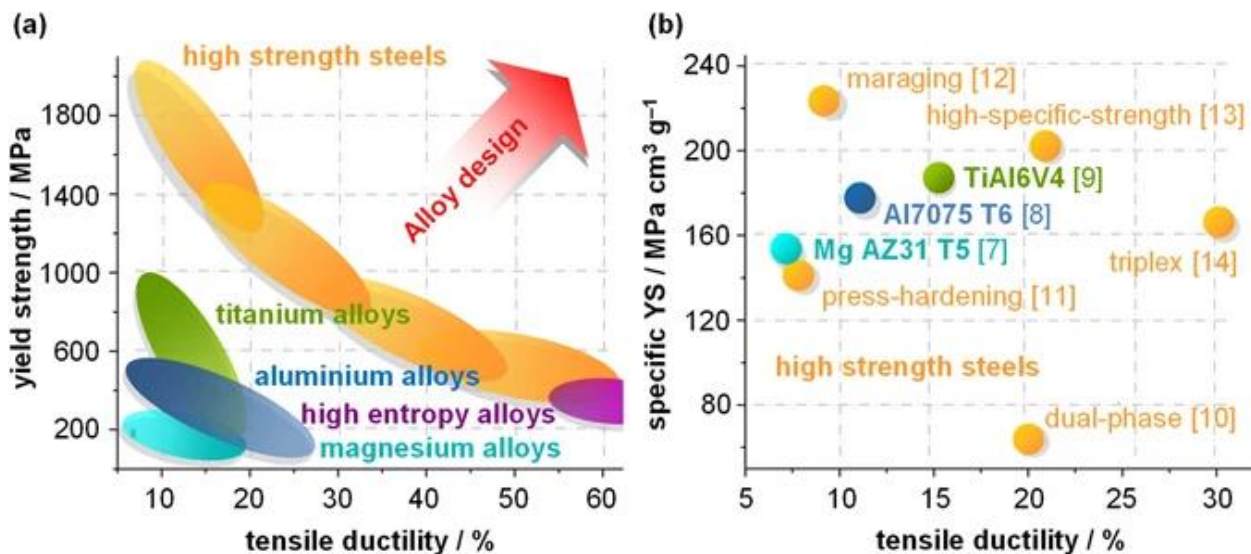 (a)
high strength steels
Alloy design
titanium alloys
aluminium alloys
high entropy alloys
magnesium alloys
yield strength / MPa
1800
1400
1000
600
200
10 20 30 40 50 60
tensile ductility / %
(b)
maraging [12]
high-specific-strength [13]
TiAl6V4 [9]
Al7075 T6 [8]
Mg AZ31 T5 [7]
triplex [14]
press-hardening [11]
high strength steels
dual-phase [10]
specific YS / MPa cm³ g⁻¹
240
200
160
120
80
5 10 15 20 25 30
tensile ductility / %